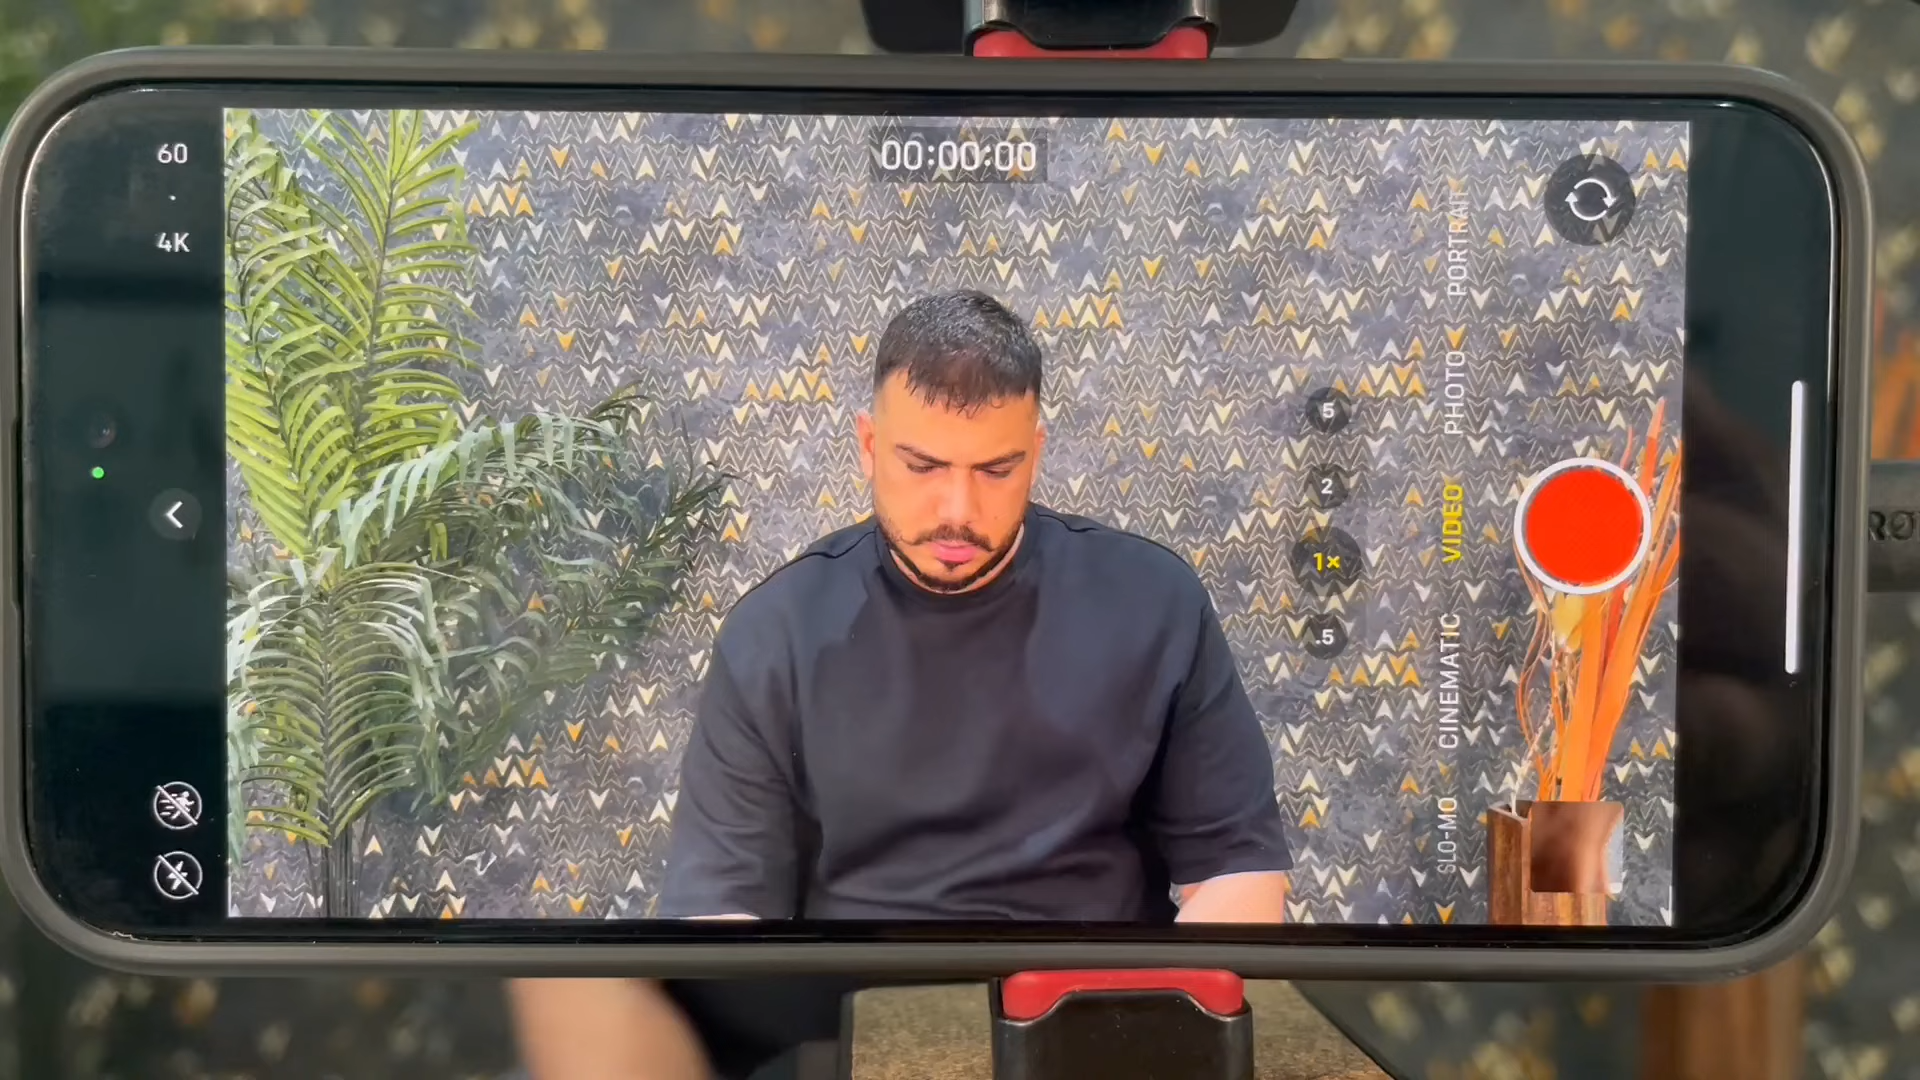 60
4K
00:00:00
5
2
1×
.5
PORTRAIT
PHOTO
VIDEO
CINEMATIC
SLO-MO